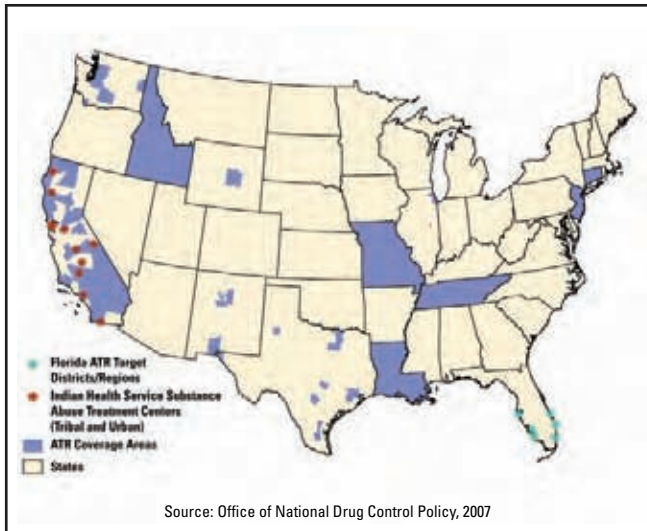 Florida ATR Target
Districts/Regions
Indian Health Service Substance
Abuse Treatment Centers
(Tribal and Urban)
ATR Coverage Areas
States
Source: Office of National Drug Control Policy, 2007